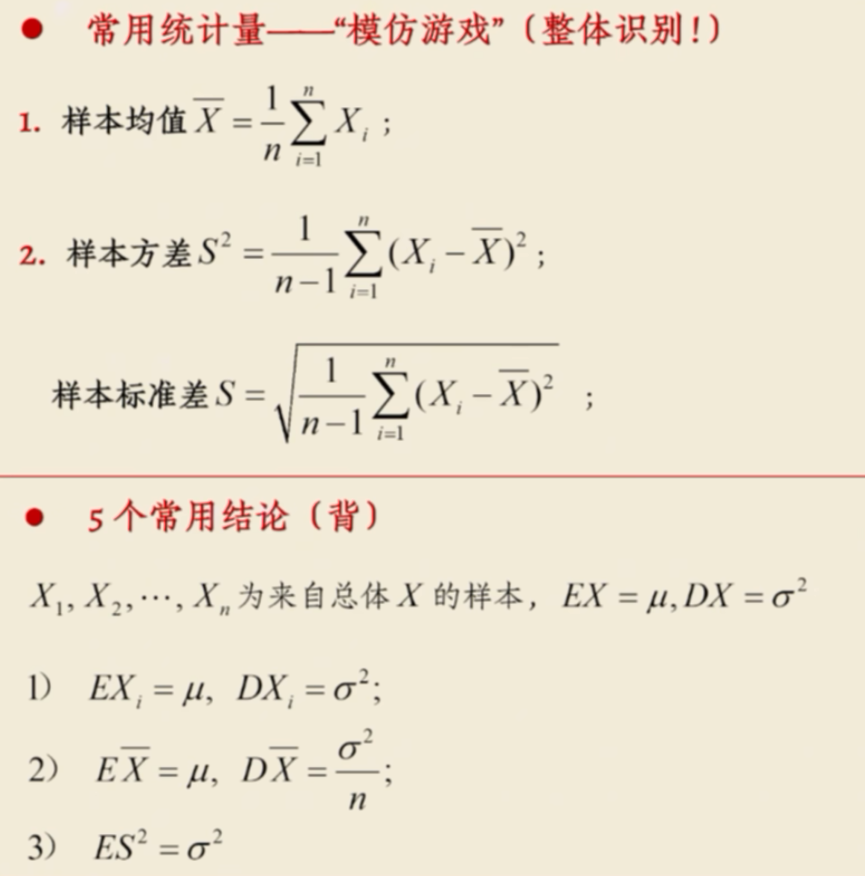 ● 常用统计量——“模仿游戏”（整体识别！）
1. 样本均值 $\overline{X} = \frac{1}{n}\sum_{i=1}^{n} X_i$ ；
2. 样本方差 $S^2 = \frac{1}{n-1}\sum_{i=1}^{n}(X_i - \overline{X})^2$ ；
样本标准差 $S = \sqrt{\frac{1}{n-1}\sum_{i=1}^{n}(X_i - \overline{X})^2}$ ；
● 5 个常用结论（背）
$X_1, X_2, \cdots, X_n$ 为来自总体 $X$ 的样本，$EX = \mu, DX = \sigma^2$
1) $EX_i = \mu, DX_i = \sigma^2$;
2) $E\overline{X} = \mu, D\overline{X} = \frac{\sigma^2}{n}$;
3) $ES^2 = \sigma^2$